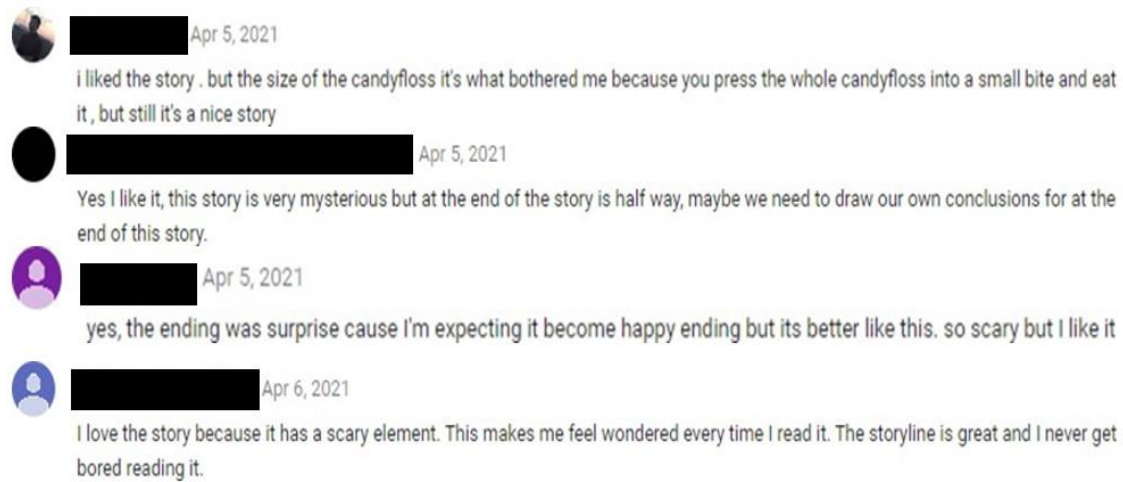 Apr 5, 2021
i liked the story . but the size of the candyfloss it's what bothered me because you press the whole candyfloss into a small bite and eat
it , but still it's a nice story
Apr 5, 2021
Yes I like it, this story is very mysterious but at the end of the story is half way, maybe we need to draw our own conclusions for at the
end of this story.
Apr 5, 2021
yes, the ending was surprise cause I'm expecting it become happy ending but its better like this. so scary but I like it
Apr 6, 2021
I love the story because it has a scary element. This makes me feel wondered every time I read it. The storyline is great and I never get
bored reading it.